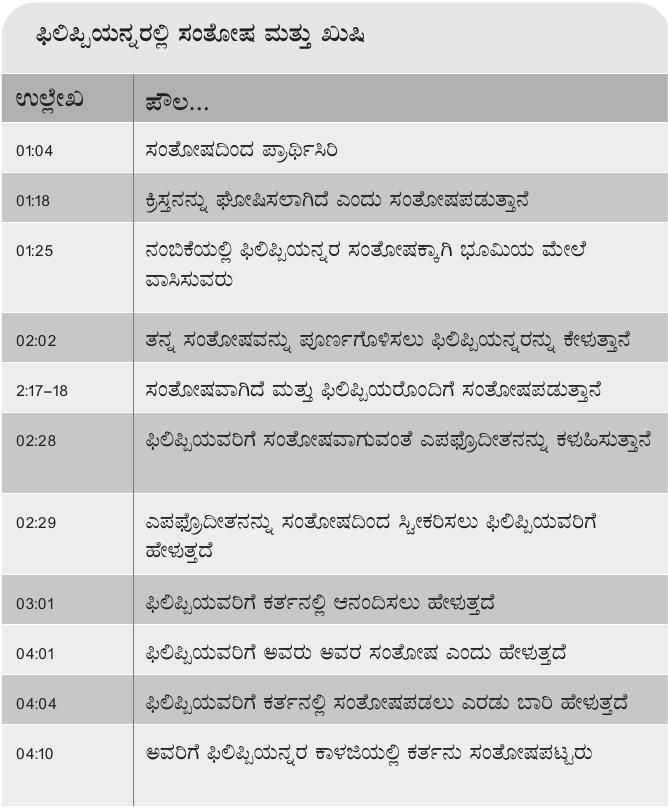 ಫಿಲಿಪ್ಪಿಯನ್ನರಲ್ಲಿ ಸಂತೋಷ ಮತ್ತು ಖುಷಿ
ಉಲ್ಲೇಖ ಪೌಲ...
01:04 ಸಂತೋಷದಿಂದ ಪ್ರಾರ್ಥಿಸಿರಿ
01:18 ಕ್ರಿಸ್ತನನ್ನು ಘೋಷಿಸಲಾಗಿದೆ ಎಂದು ಸಂತೋಷಪಡುತ್ತಾನೆ
01:25 ನಂಬಿಕೆಯಲ್ಲಿ ಫಿಲಿಪ್ಪಿಯನ್ನರ ಸಂತೋಷಕ್ಕಾಗಿ ಭೂಮಿಯ ಮೇಲೆ
ವಾಸಿಸುವರು
02:02 ತನ್ನ ಸಂತೋಷವನ್ನು ಪೂರ್ಣಗೊಳಿಸಲು ಫಿಲಿಪ್ಪಿಯನ್ನರನ್ನು ಕೇಳುತ್ತಾನೆ
2:17–18 ಸಂತೋಷವಾಗಿದೆ ಮತ್ತು ಫಿಲಿಪ್ಪಿಯರೊಂದಿಗೆ ಸಂತೋಷಪಡುತ್ತಾನೆ
02:28 ಫಿಲಿಪ್ಪಿಯವರಿಗೆ ಸಂತೋಷವಾಗುವಂತೆ ಎಪಫ್ರೊದೀತನನ್ನು ಕಳುಹಿಸುತ್ತಾನೆ
02:29 ಎಪಫ್ರೊದೀತನನ್ನು ಸಂತೋಷದಿಂದ ಸ್ವೀಕರಿಸಲು ಫಿಲಿಪ್ಪಿಯವರಿಗೆ
ಹೇಳುತ್ತದೆ
03:01 ಫಿಲಿಪ್ಪಿಯವರಿಗೆ ಕರ್ತನಲ್ಲಿ ಆನಂದಿಸಲು ಹೇಳುತ್ತದೆ
04:01 ಫಿಲಿಪ್ಪಿಯವರಿಗೆ ಅವರು ಅವರ ಸಂತೋಷ ಎಂದು ಹೇಳುತ್ತದೆ
04:04 ಫಿಲಿಪ್ಪಿಯವರಿಗೆ ಕರ್ತನಲ್ಲಿ ಸಂತೋಷಪಡಲು ಎರಡು ಬಾರಿ ಹೇಳುತ್ತದೆ
04:10 ಅವರಿಗೆ ಫಿಲಿಪ್ಪಿಯನ್ನರ ಕಾಳಜಿಯಲ್ಲಿ ಕರ್ತನು ಸಂತೋಷಪಟ್ಟರು